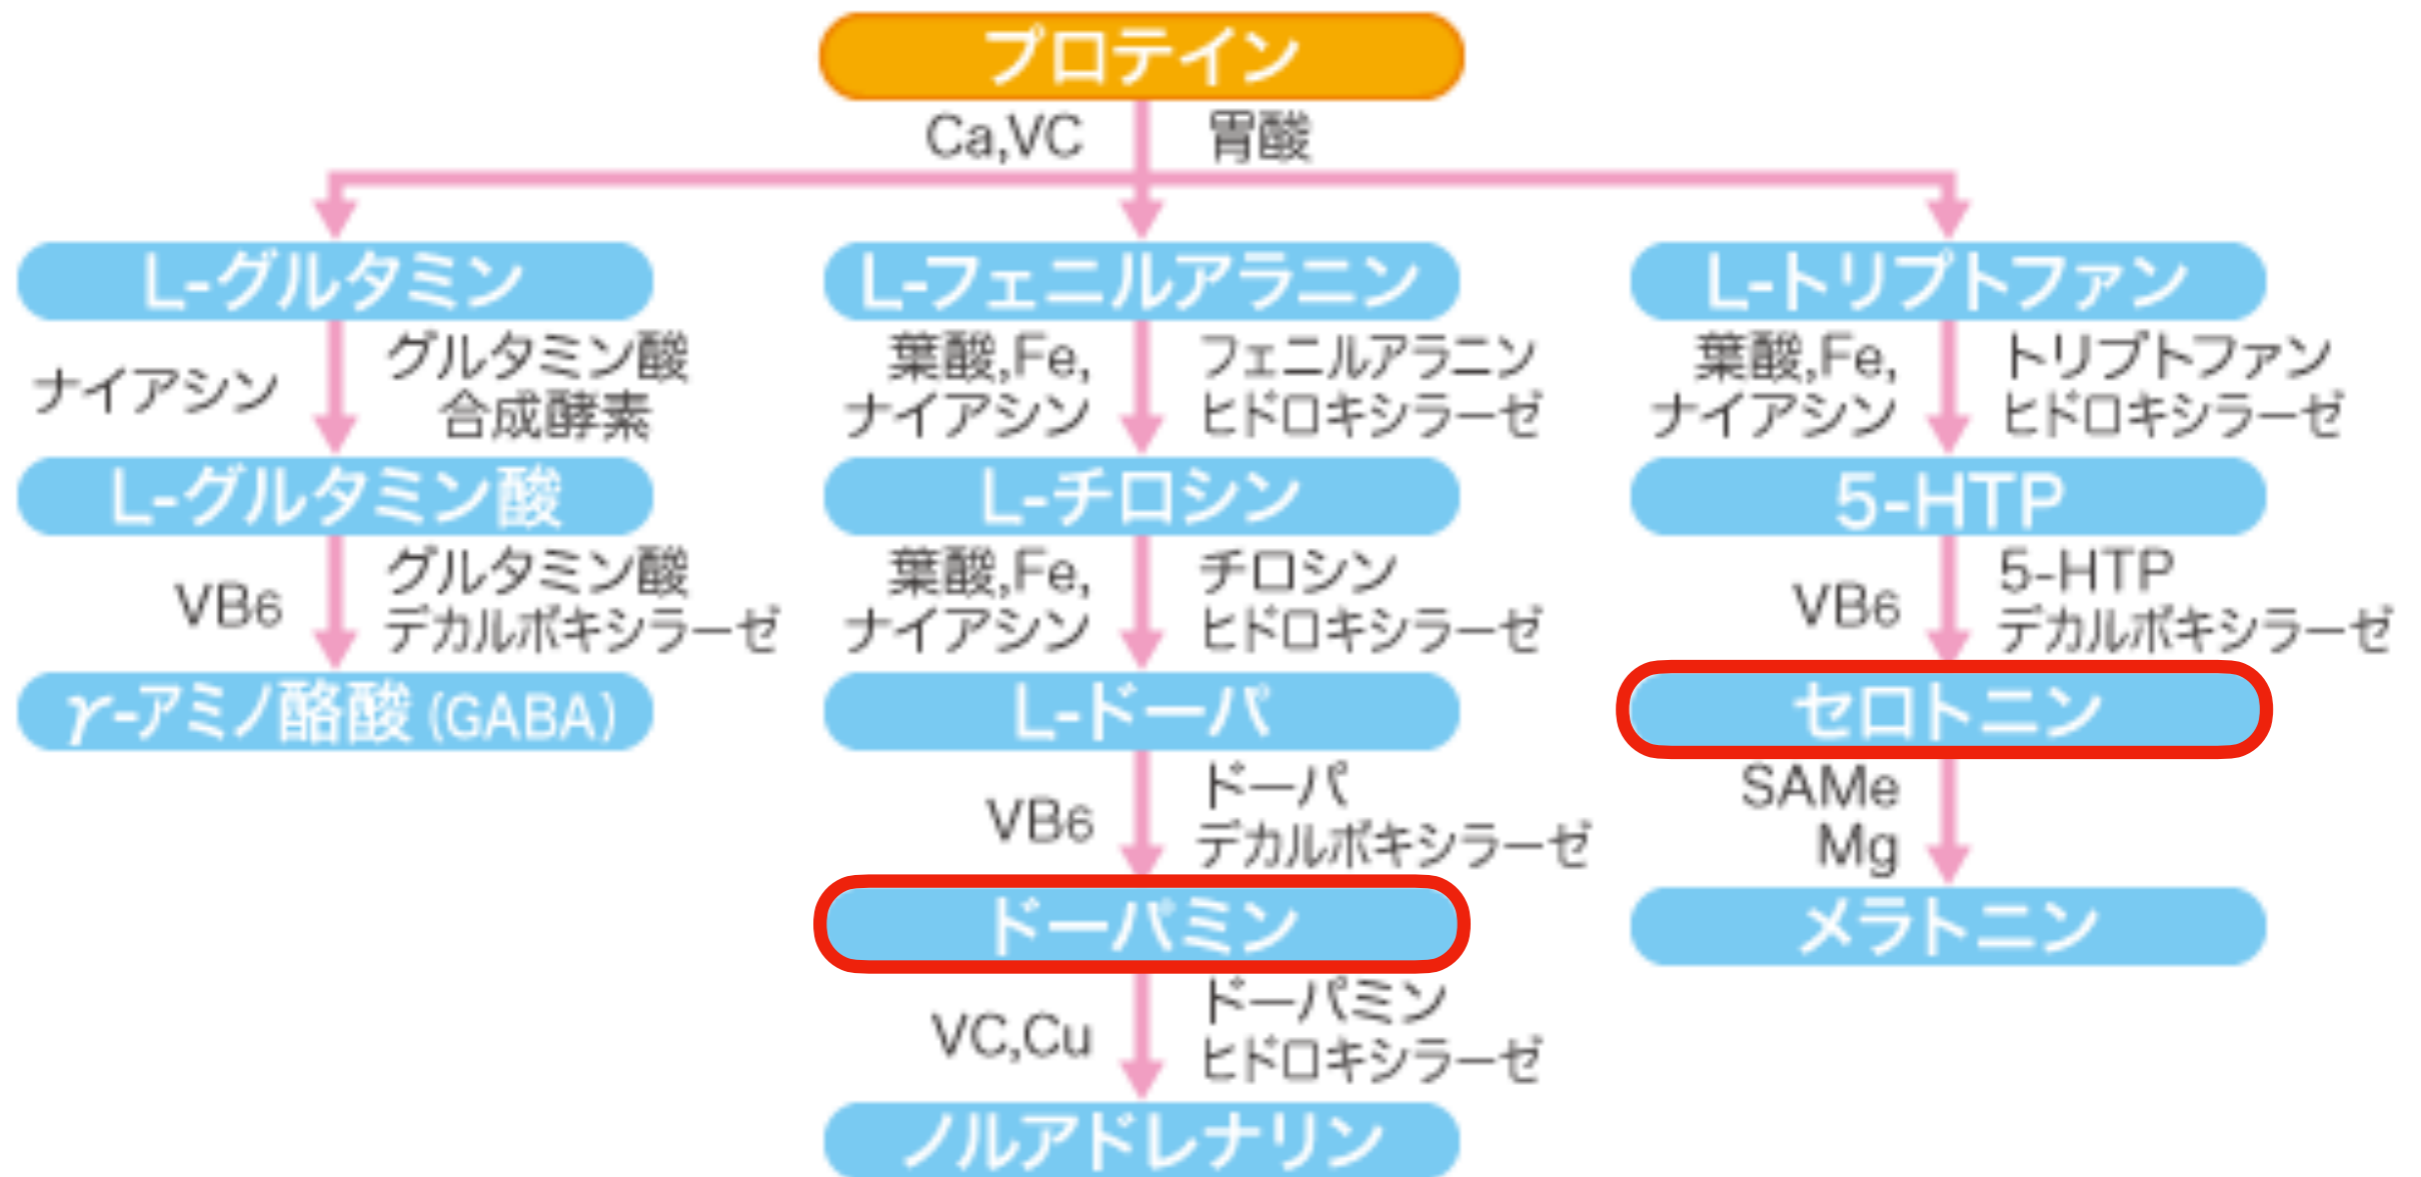 プロテイン
Ca,VC
胃酸
L-グルタミン
L-フェニルアラニン
L-トリプトファン
ナイアシン
グルタミン酸
合成酵素
葉酸,Fe,
ナイアシン
フェニルアラニン
ヒドロキシラーゼ
葉酸,Fe,
ナイアシン
トリプトファン
ヒドロキシラーゼ
L-グルタミン酸
L-チロシン
5-HTP
VB6
グルタミン酸
デカルボキシラーゼ
葉酸,Fe,
ナイアシン
チロシン
ヒドロキシラーゼ
VB6
5-HTP
デカルボキシラーゼ
γ-アミノ酪酸(GABA)
L-ドーパ
セロトニン
VB6
ドーパ
デカルボキシラーゼ
SAMe
Mg
ドーパミン
メラトニン
VC,Cu
ドーパミン
ヒドロキシラーゼ
ノルアドレナリン